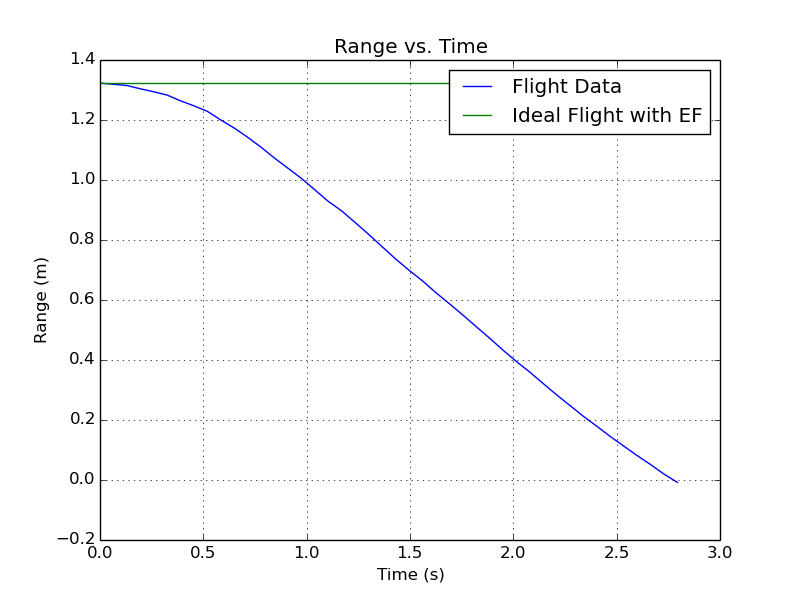 Range vs. Time
1.4
1.2
1.0
0.8
0.6
0.4
0.2
0.0
−0.2
Range (m)
Flight Data
Ideal Flight with EF
0.0 0.5 1.0 1.5 2.0 2.5 3.0
Time (s)